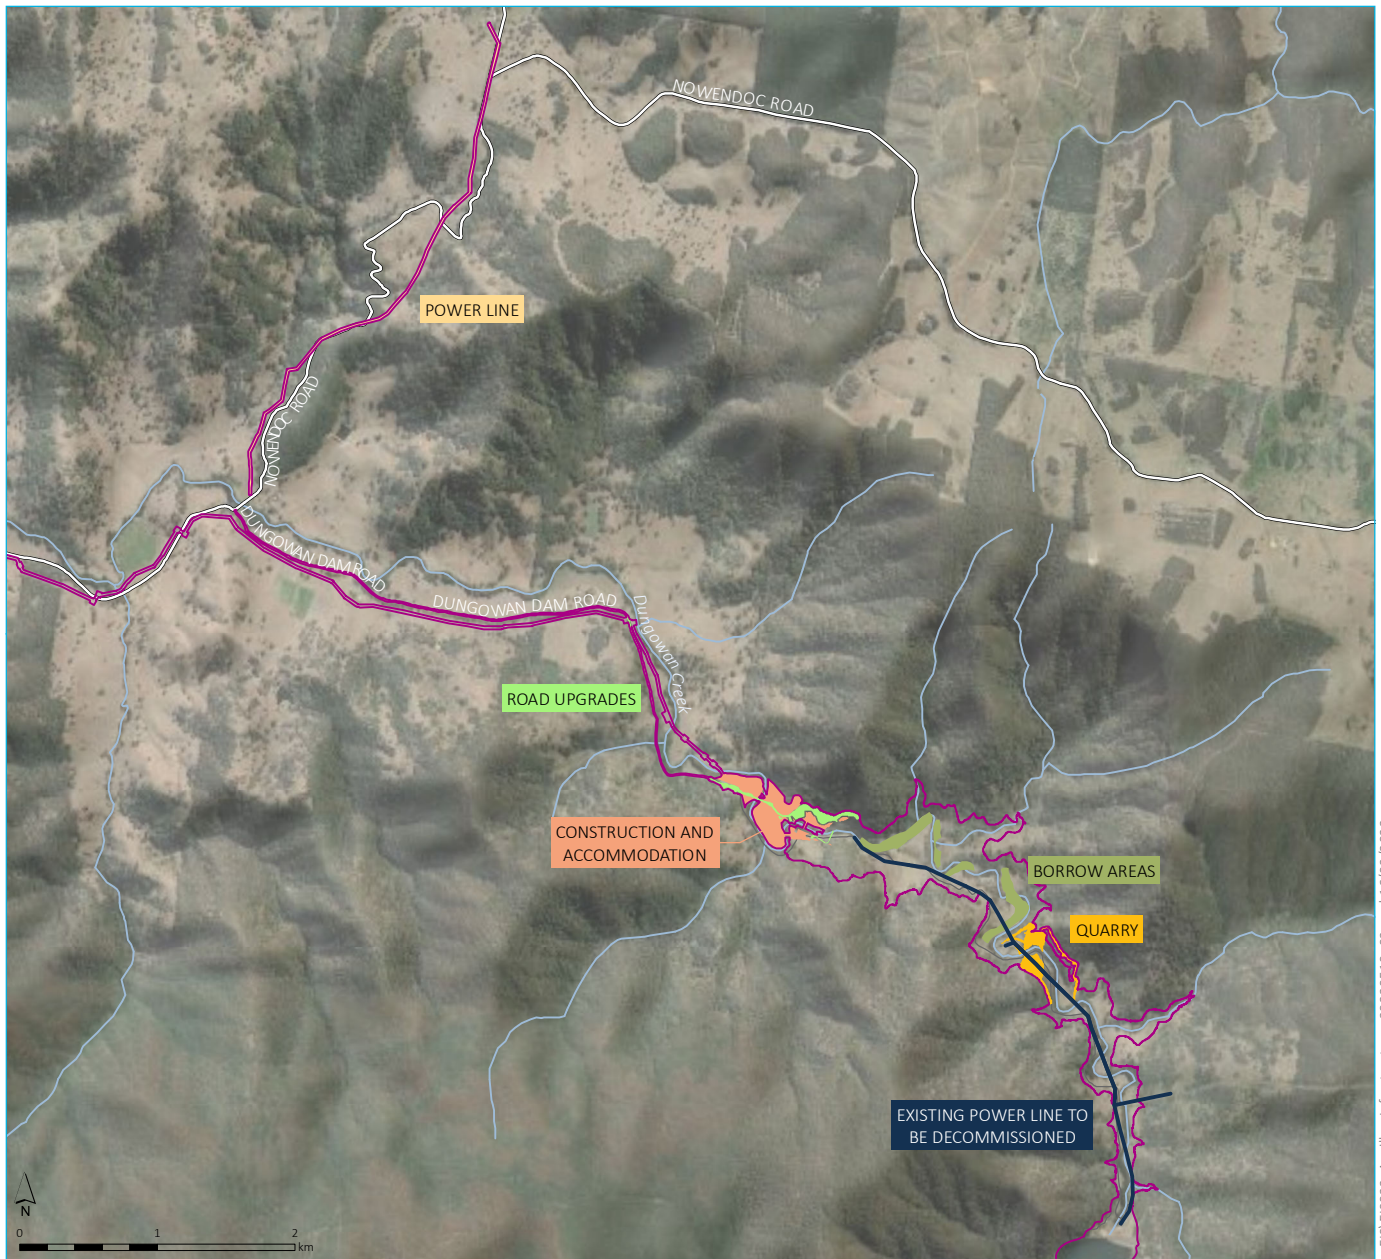 NOWENDOC ROAD
POWER LINE
NOWENDOC ROAD
DUNGOWAN DAM ROAD
DUNGOWAN DAM ROAD
Dungowan Creek
ROAD UPGRADES
CONSTRUCTION AND
ACCOMMODATION
BORROW AREAS
QUARRY
EXISTING POWER LINE TO
BE DECOMMISSIONED
N
0 1 2
km